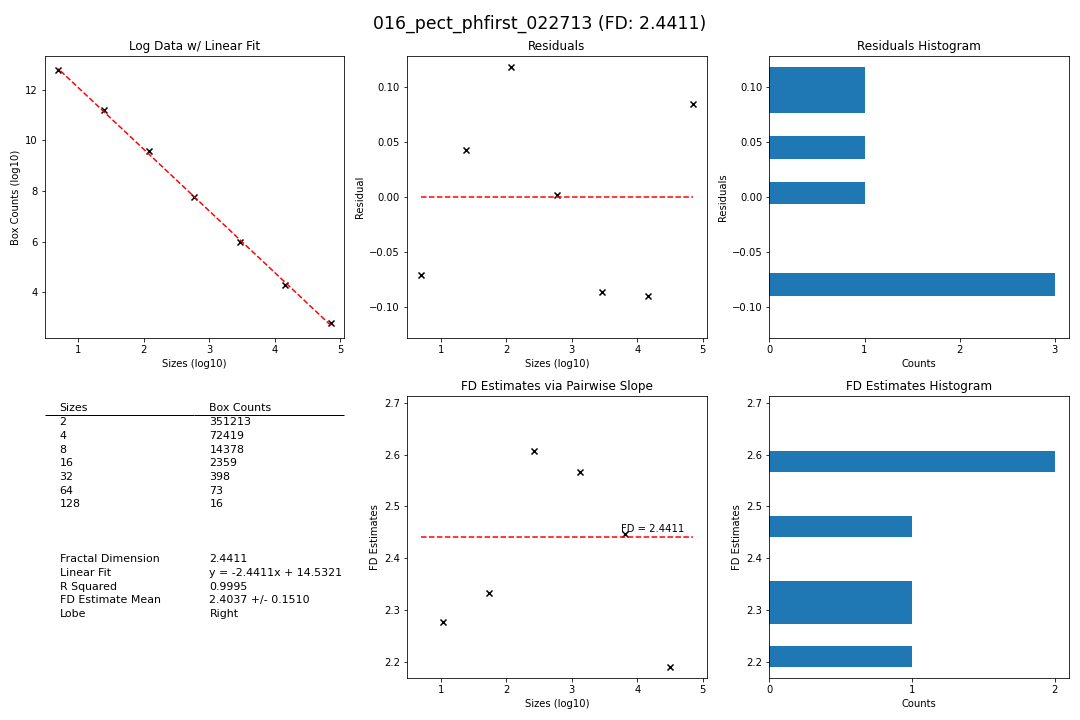 016_pect_phfirst_022713 (FD: 2.4411)
Log Data w/ Linear Fit
Box Counts (log10)
12
10
8
6
4
1 2 3 4 5
Sizes (log10)
Residuals
Residual
0.10
0.05
0.00
−0.05
−0.10
1 2 3 4 5
Sizes (log10)
Residuals Histogram
Residuals
0.10
0.05
0.00
−0.05
−0.10
0 1 2 3
Counts
Sizes Box Counts
2 351213
4 72419
8 14378
16 2359
32 398
64 73
128 16
Fractal Dimension 2.4411
Linear Fit y = -2.4411x + 14.5321
R Squared 0.9995
FD Estimate Mean 2.4037 +/- 0.1510
Lobe Right
FD Estimates via Pairwise Slope
FD Estimates
2.7
2.6
2.5
2.4
2.3
2.2
FD = 2.4411
1 2 3 4 5
Sizes (log10)
FD Estimates Histogram
FD Estimates
2.7
2.6
2.5
2.4
2.3
2.2
0 1 2
Counts